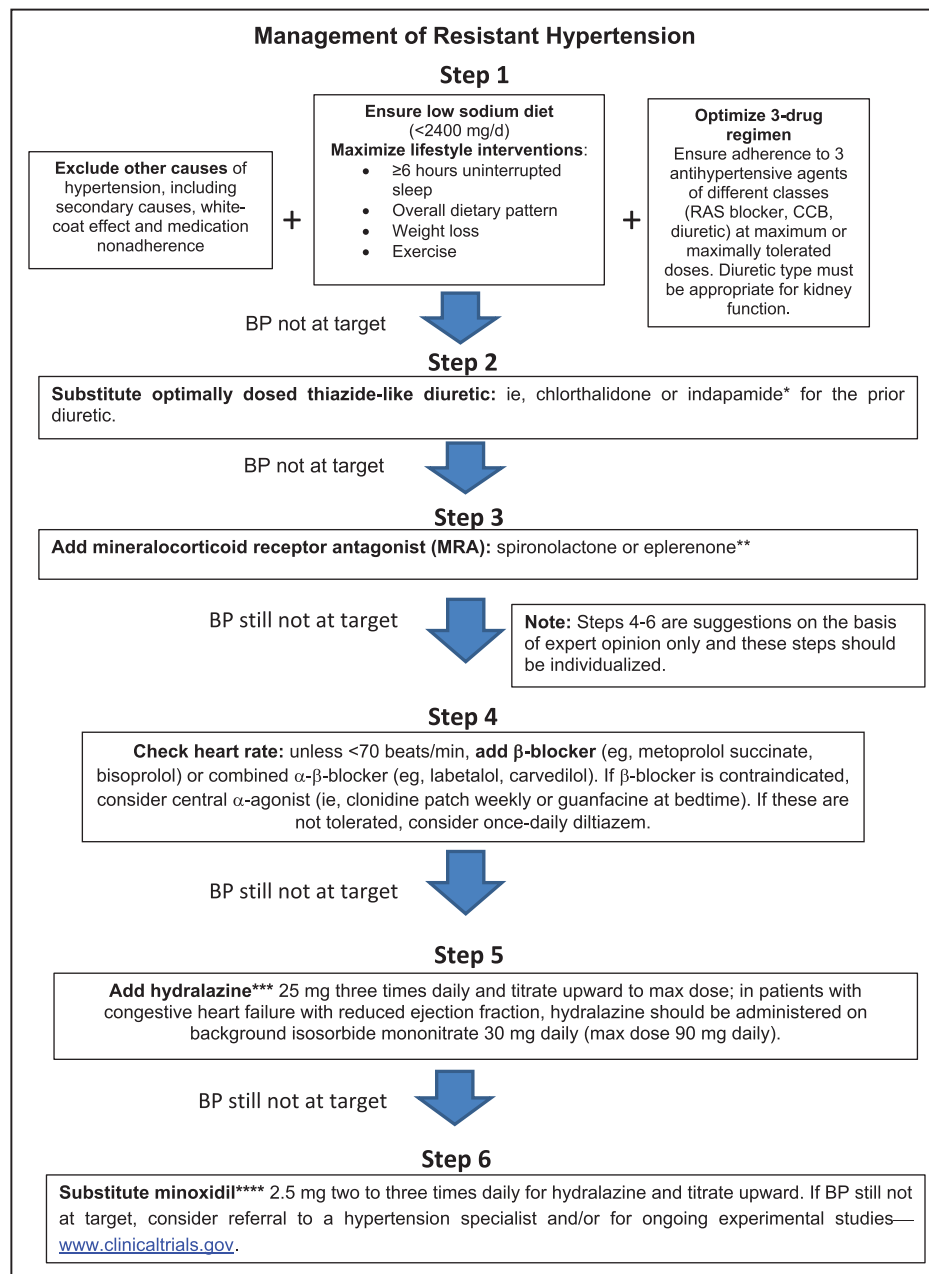 Management of Resistant Hypertension
Step 1
Exclude other causes of
hypertension, including
secondary causes, white-
coat effect and medication
nonadherence
+
Ensure low sodium diet
(<2400 mg/d)
Maximize lifestyle interventions:
• ≥6 hours uninterrupted
sleep
• Overall dietary pattern
• Weight loss
• Exercise
+
Optimize 3-drug
regimen
Ensure adherence to 3
antihypertensive agents
of different classes
(RAS blocker, CCB,
diuretic) at maximum or
maximally tolerated
doses. Diuretic type must
be appropriate for kidney
function.
BP not at target
Step 2
Substitute optimally dosed thiazide-like diuretic: ie, chlorthalidone or indapamide* for the prior
diuretic.
BP not at target
Step 3
Add mineralocorticoid receptor antagonist (MRA): spironolactone or eplerenone**
BP still not at target
Note: Steps 4-6 are suggestions on the basis
of expert opinion only and these steps should
be individualized.
Step 4
Check heart rate: unless <70 beats/min, add β-blocker (eg, metoprolol succinate,
bisoprolol) or combined α-β-blocker (eg, labetalol, carvedilol). If β-blocker is contraindicated,
consider central α-agonist (ie, clonidine patch weekly or guanfacine at bedtime). If these are
not tolerated, consider once-daily diltiazem.
BP still not at target
Step 5
Add hydralazine*** 25 mg three times daily and titrate upward to max dose; in patients with
congestive heart failure with reduced ejection fraction, hydralazine should be administered on
background isosorbide mononitrate 30 mg daily (max dose 90 mg daily).
BP still not at target
Step 6
Substitute minoxidil**** 2.5 mg two to three times daily for hydralazine and titrate upward. If BP still not
at target, consider referral to a hypertension specialist and/or for ongoing experimental studies—
www.clinicaltrials.gov.